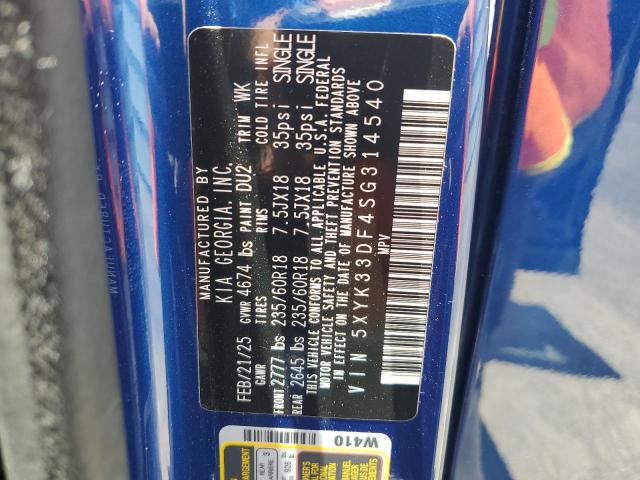 MANUFACTURED BY
KIA GEORGIA, INC.
FEB/21/25 GVWR 4674 lbs PAINT DU2 TRIM WK
GAWR TIRES RIMS COLD TIRE INFL
FRONT 2777 lbs 235/60R18 7.5JX18 35psi SINGLE
REAR 2645 lbs 235/60R18 7.5JX18 35psi SINGLE
THIS VEHICLE CONFORMS TO ALL APPLICABLE U.S.A. FEDERAL
MOTOR VEHICLE SAFETY AND THEFT PREVENTION STANDARDS
IN EFFECT ON THE DATE OF MANUFACTURE SHOWN ABOVE
VIN 5XYK33DF4SG314540
MPV
W410
REAR 3